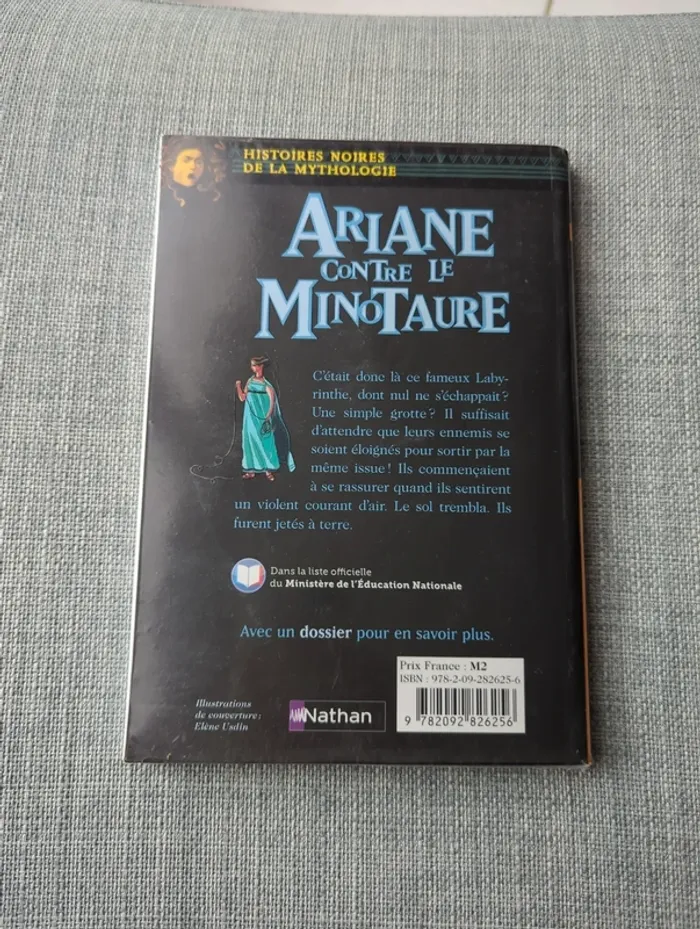 HISTOIRES NOIRES
DE LA MYTHOLOGIE
ARIANE
CONTRE LE
MINOTAURE
C'était donc là ce fameux Laby-
rinthe, dont nul ne s'échappait ?
Une simple grotte ? Il suffisait
d'attendre que leurs ennemis se
soient éloignés pour sortir par la
même issue ! Ils commençaient
à se rassurer quand ils sentirent
un violent courant d'air. Le sol trembla. Ils
furent jetés à terre.
Dans la liste officielle
du Ministère de l'Éducation Nationale
Avec un dossier pour en savoir plus.
Prix France : M2
ISBN : 978-2-09-282625-6
9 782092 826256
Illustrations
de couverture :
Elène Usdin
Nathan